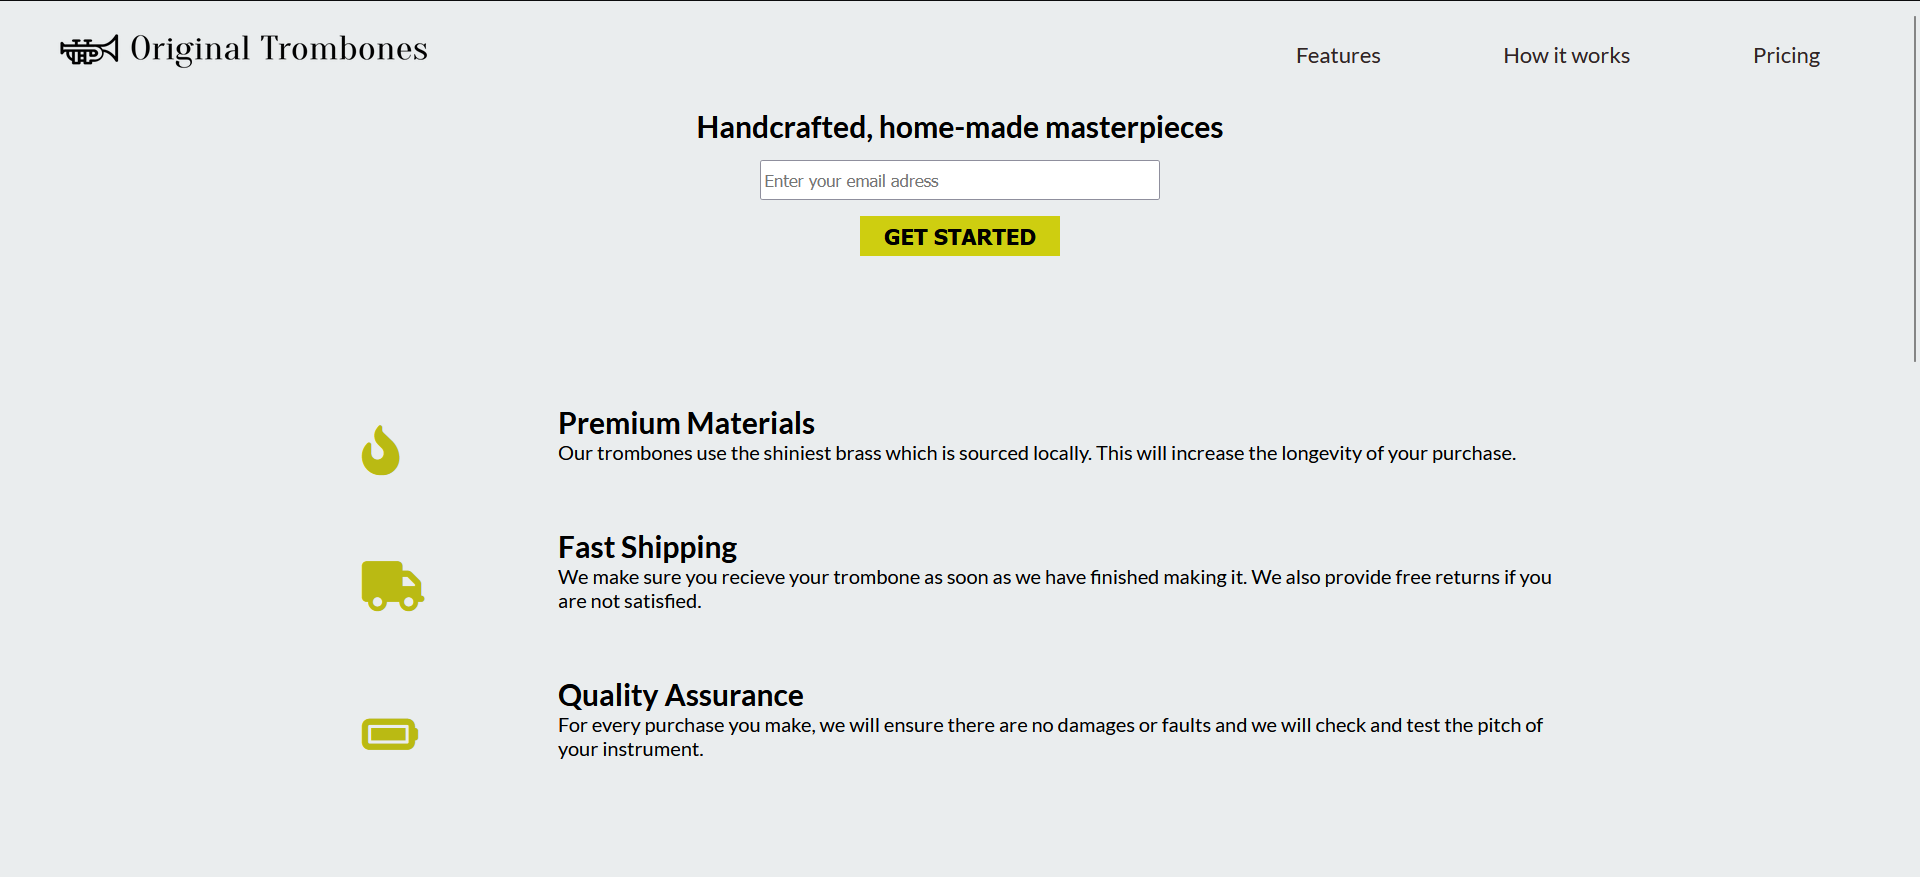 Original Trombones
Features
How it works
Pricing
Handcrafted, home-made masterpieces
Enter your email adress
GET STARTED
Premium Materials
Our trombones use the shiniest brass which is sourced locally. This will increase the longevity of your purchase.
Fast Shipping
We make sure you recieve your trombone as soon as we have finished making it. We also provide free returns if you
are not satisfied.
Quality Assurance
For every purchase you make, we will ensure there are no damages or faults and we will check and test the pitch of
your instrument.